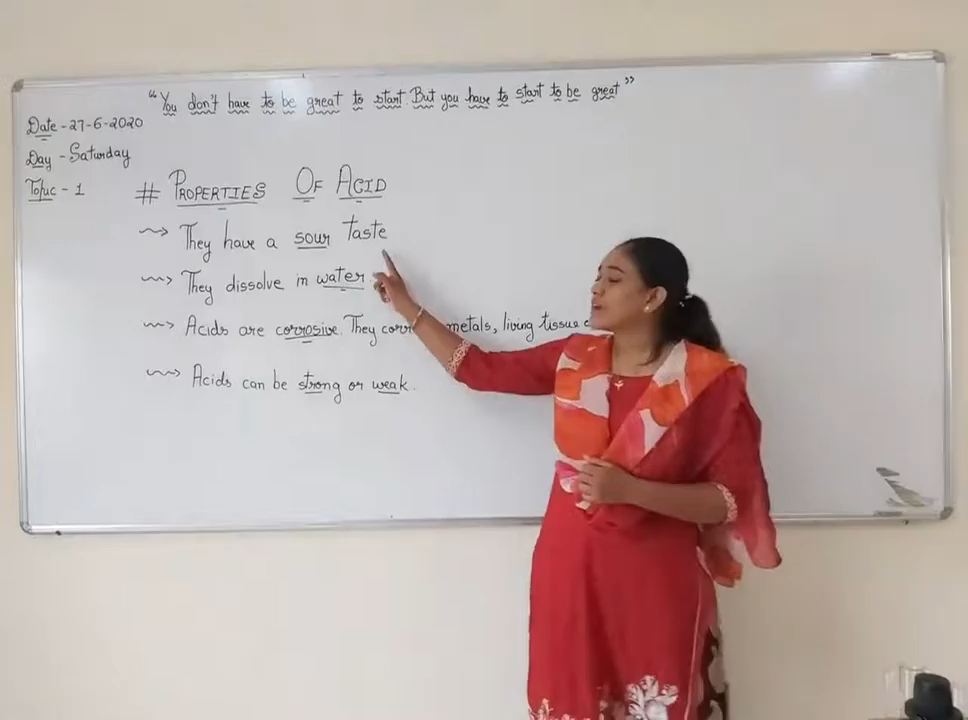 "You don't have to be great to start. But you have to start to be great"
Date - 27-6-2020
Day - Saturday
Topic - 1
# PROPERTIES OF ACID
They have a sour taste
They dissolve in water
Acids are corrosive. They metals, living tissue
Acids can be strong or weak.